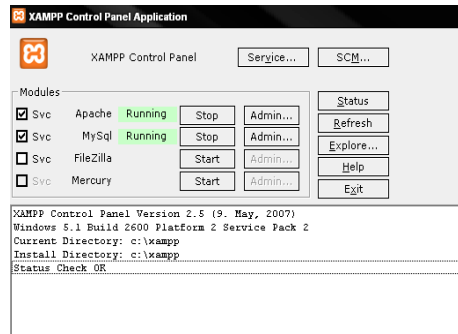 XAMPP Control Panel Application
XAMPP Control Panel
Service...
SCM...
Modules
Svc Apache Running Stop Admin...
Svc MySql Running Stop Admin...
Svc FileZilla Start Admin...
Svc Mercury Start Admin...
Status
Refresh
Explore...
Help
Exit
XAMPP Control Panel Version 2.5 (9. May, 2007)
Windows 5.1 Build 2600 Platform 2 Service Pack 2
Current Directory: c:\xampp
Install Directory: c:\xampp
Status Check OK